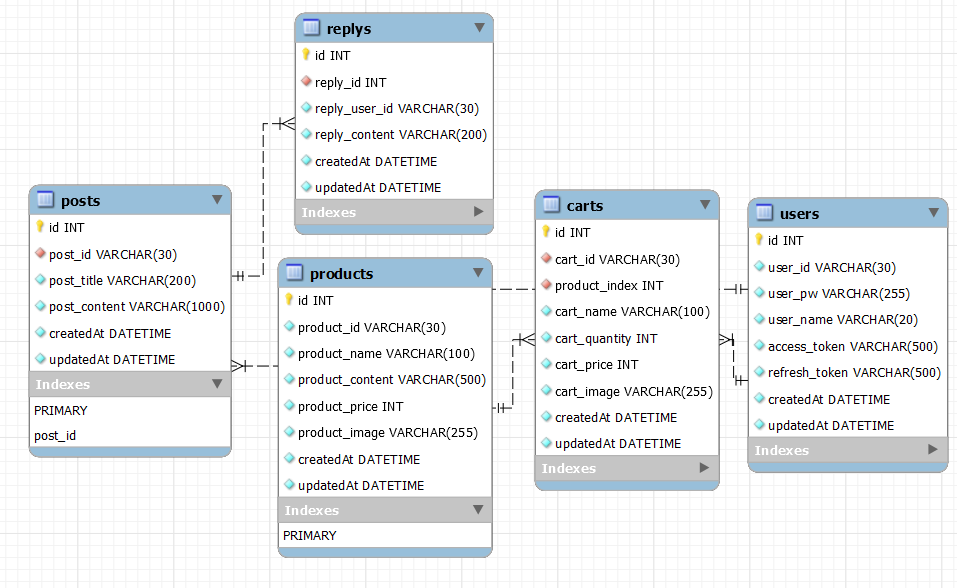 replys
id INT
reply_id INT
reply_user_id VARCHAR(30)
reply_content VARCHAR(200)
createdAt DATETIME
updatedAt DATETIME
Indexes
posts
id INT
post_id VARCHAR(30)
post_title VARCHAR(200)
post_content VARCHAR(1000)
createdAt DATETIME
updatedAt DATETIME
Indexes
PRIMARY
post_id
products
id INT
product_id VARCHAR(30)
product_name VARCHAR(100)
product_content VARCHAR(500)
product_price INT
product_image VARCHAR(255)
createdAt DATETIME
updatedAt DATETIME
Indexes
PRIMARY
carts
id INT
cart_id VARCHAR(30)
product_index INT
cart_name VARCHAR(100)
cart_quantity INT
cart_price INT
cart_image VARCHAR(255)
createdAt DATETIME
updatedAt DATETIME
Indexes
users
id INT
user_id VARCHAR(30)
user_pw VARCHAR(255)
user_name VARCHAR(20)
access_token VARCHAR(500)
refresh_token VARCHAR(500)
createdAt DATETIME
updatedAt DATETIME
Indexes